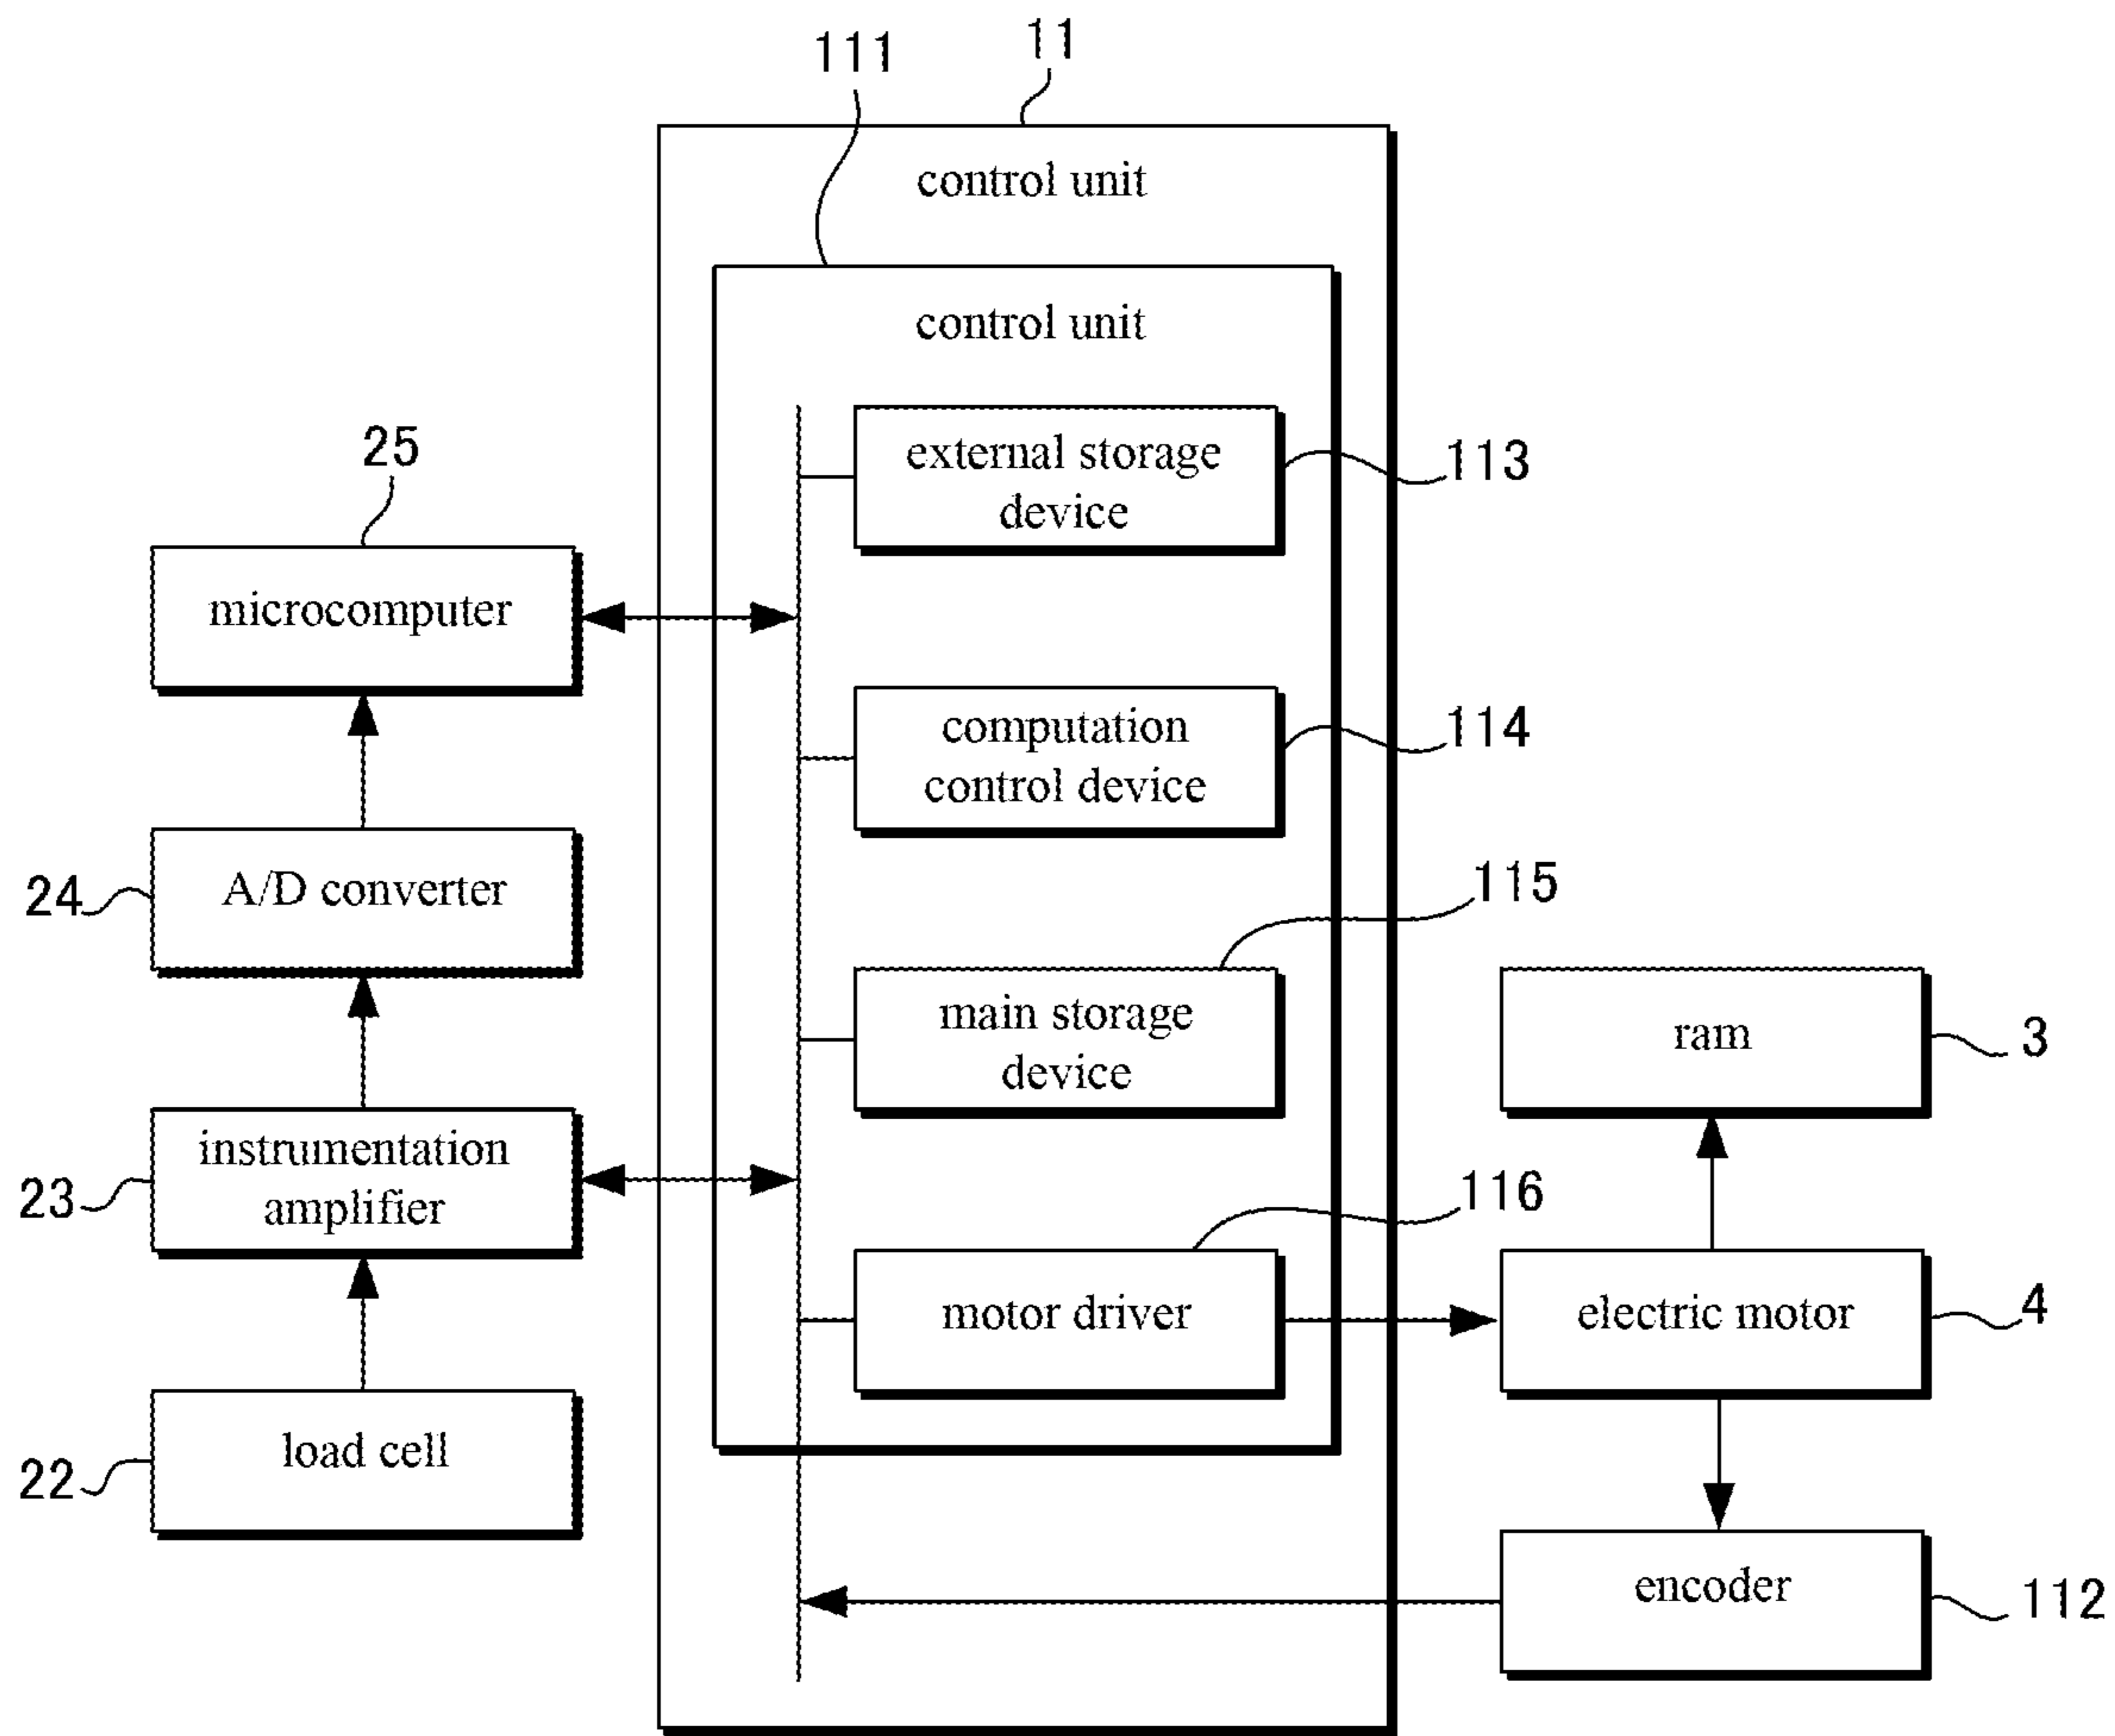 11
111
control unit
control unit
external storage
device
113
25
microcomputer
computation
control device
114
A/D converter
24
115
main storage
device
ram
3
instrumentation
amplifier
23
116
motor driver
electric motor
4
load cell
22
encoder
112